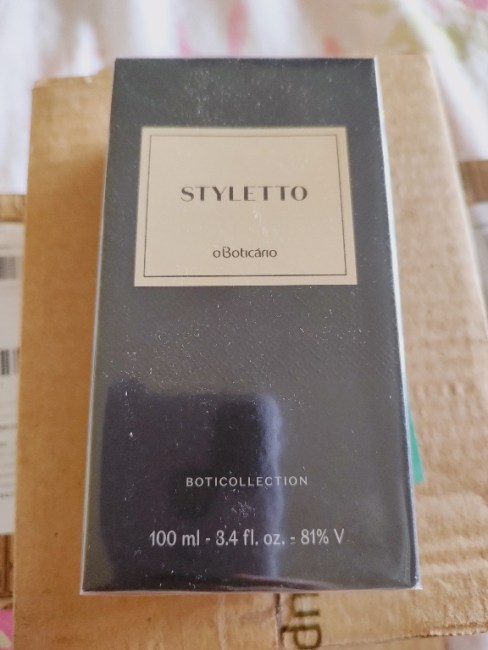 STYLETTO
oBoticário
BOTICOLLECTION
100 ml - 3.4 fl. oz. - 81% V